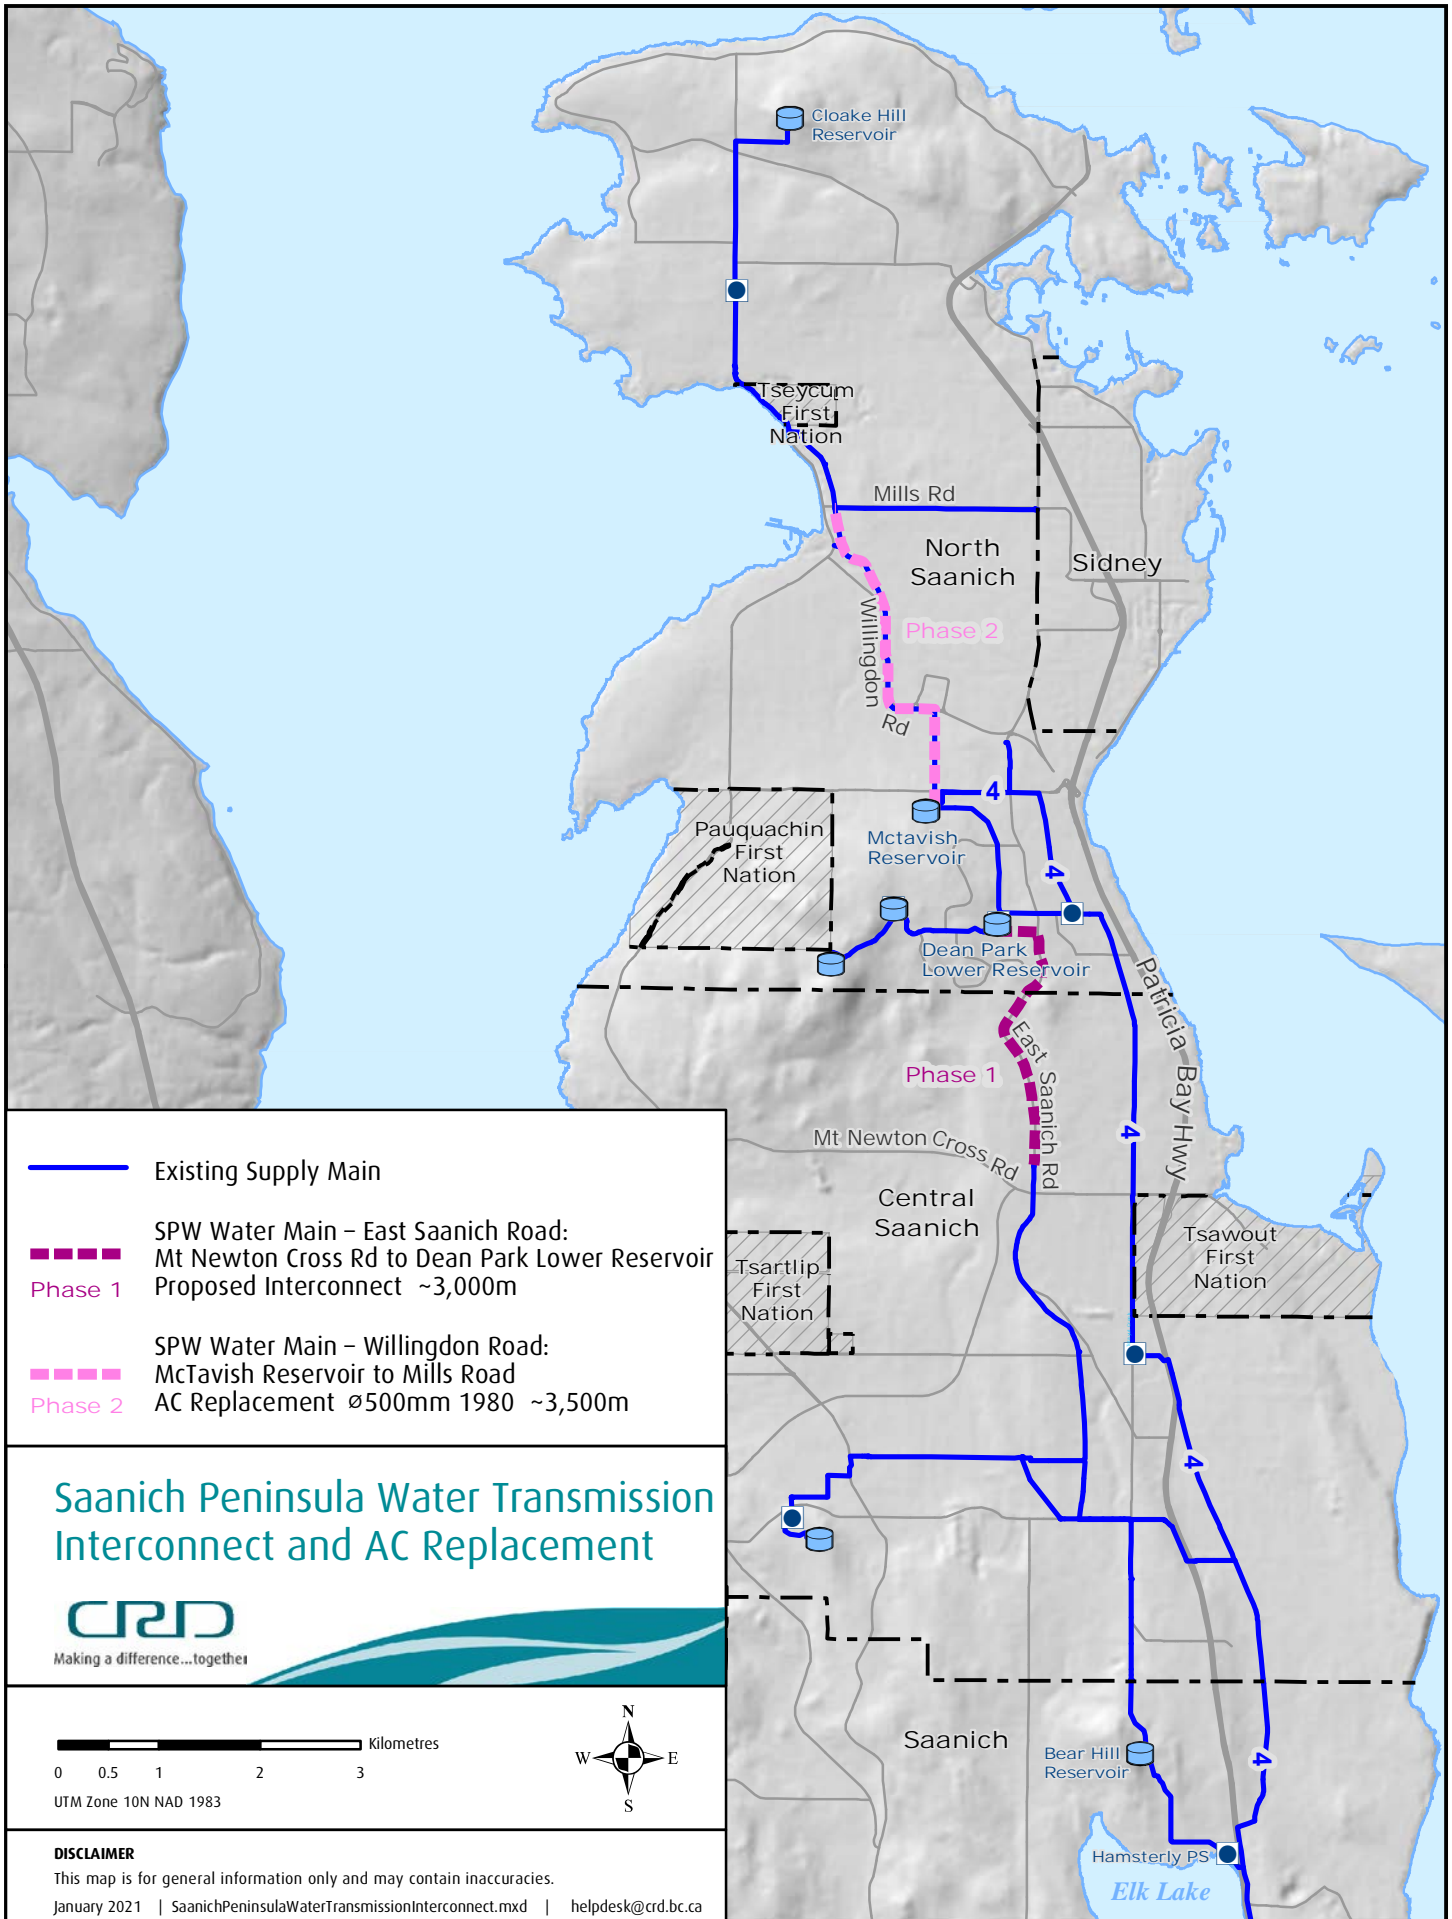 Cloake Hill
Reservoir
Tseycum
First
Nation
Mills Rd
North
Saanich
Sidney
Willingdon
Rd
Phase 2
4
Mctavish
Reservoir
Pauquachin
First
Nation
4
Dean Park
Lower Reservoir
Patricia Bay Hwy
East Saanich Rd
Phase 1
4
Mt Newton Cross Rd
Central
Saanich
Tsawout
First
Nation
Tsartlip
First
Nation
4
Saanich
Bear Hill
Reservoir
4
Hamsterly PS
Elk Lake
Existing Supply Main
SPW Water Main – East Saanich Road:
Mt Newton Cross Rd to Dean Park Lower Reservoir
Phase 1 Proposed Interconnect ~3,000m
SPW Water Main – Willingdon Road:
McTavish Reservoir to Mills Road
Phase 2 AC Replacement ⌀500mm 1980 ~3,500m
Saanich Peninsula Water Transmission
Interconnect and AC Replacement
CRD
Making a difference...together
Kilometres
0 0.5 1 2 3
UTM Zone 10N NAD 1983
N
W E
S
DISCLAIMER
This map is for general information only and may contain inaccuracies.
January 2021 | SaanichPeninsulaWaterTransmissionInterconnect.mxd | helpdesk@crd.bc.ca